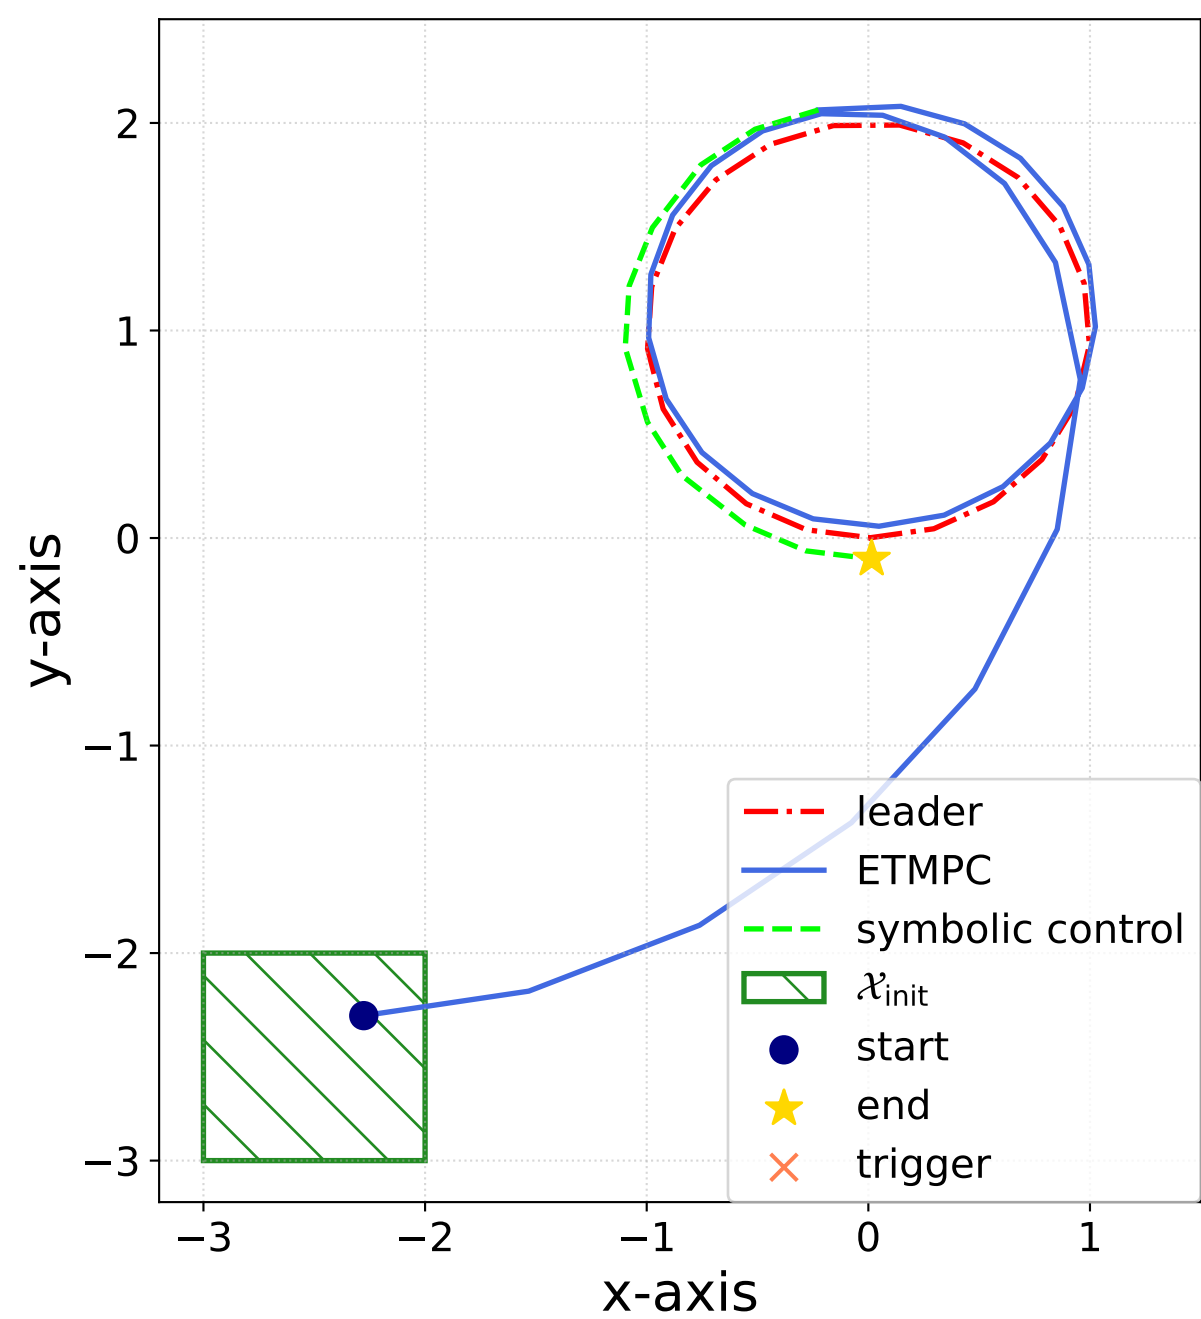 2
1
0
−1
−2
−3
y-axis
leader
ETMPC
symbolic control
𝒳init
start
end
trigger
−3
−2
−1
0
1
x-axis